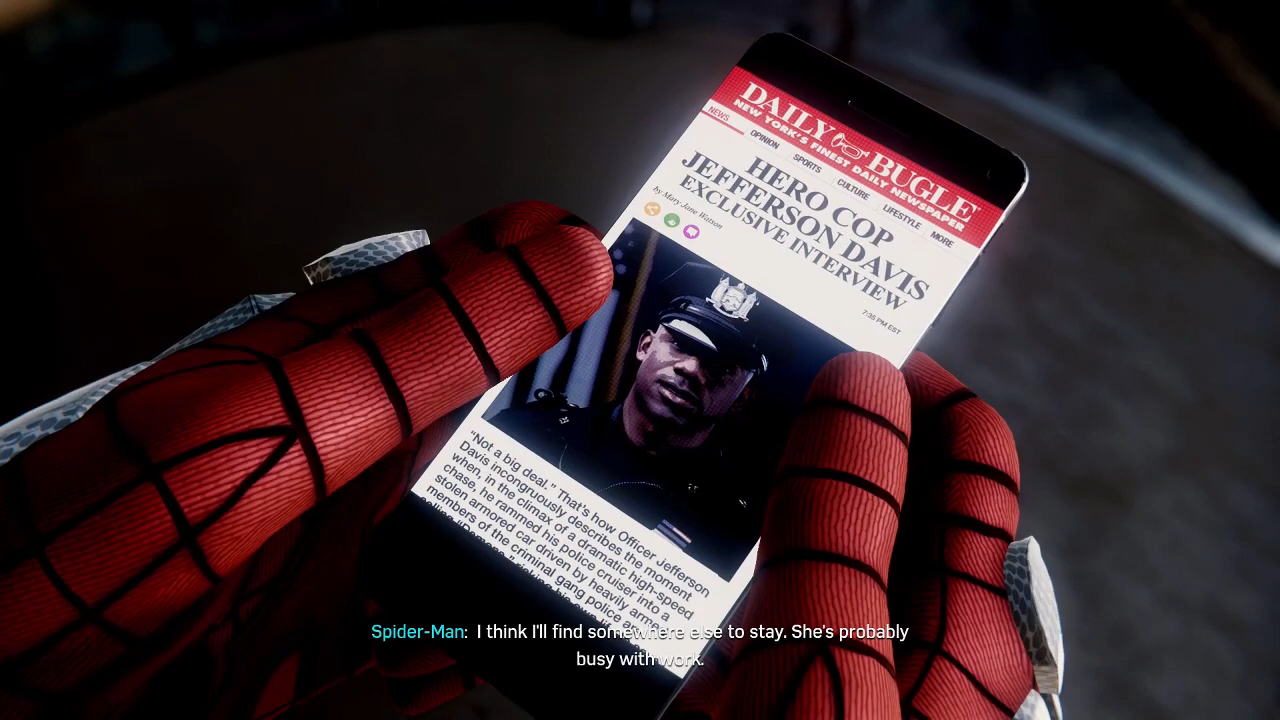 DAILY BUGLE
NEW YORK'S FINEST DAILY NEWSPAPER
NEWS OPINION SPORTS CULTURE LIFESTYLE MORE
HERO COP
JEFFERSON DAVIS
EXCLUSIVE INTERVIEW
by Mary Jane Watson
7:35 PM EST
"Not a big deal." That's how Officer Jefferson
Davis incongruously describes the moment
when, in the climax or a dramatic high-speed
chase, he rammed his police cruiser into a
stolen armored car driven by heavily armed
members of the criminal gang police are
Spider-Man: I think I'll find somewhere else to stay. She's probably
busy with work.